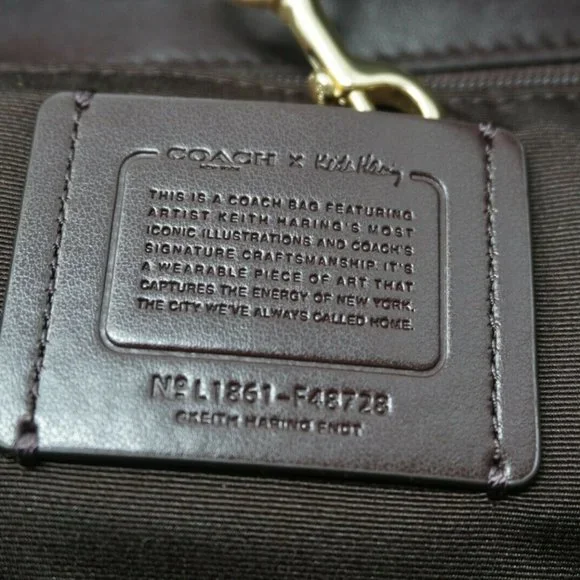 COACH × Keith Haring
THIS IS A COACH BAG FEATURING
ARTIST KEITH HARING'S MOST
ICONIC ILLUSTRATIONS AND COACH'S
SIGNATURE CRAFTSMANSHIP. IT'S
A WEARABLE PIECE OF ART THAT
CAPTURES THE ENERGY OF NEW YORK,
THE CITY WE'VE ALWAYS CALLED HOME.
Nº L1861-F48728
©KEITH HARING FNDT